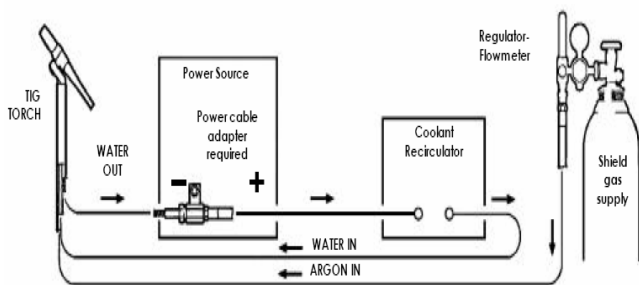 Regulator-
Flowmeter
Power Source
TIG
TORCH
Power cable
adapter
required
Coolant
Recirculator
WATER
OUT
- +
Shield
gas
supply
WATER IN
ARGON IN